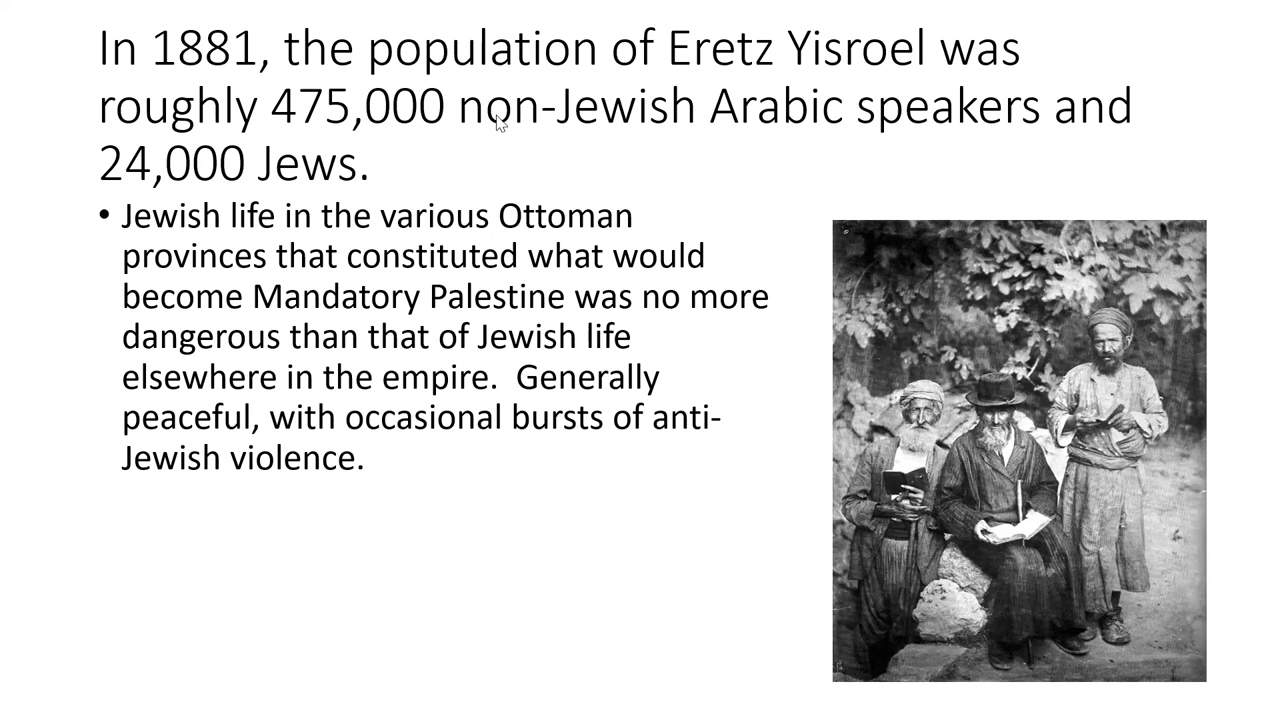 In 1881, the population of Eretz Yisroel was
roughly 475,000 non-Jewish Arabic speakers and
24,000 Jews.
• Jewish life in the various Ottoman
provinces that constituted what would
become Mandatory Palestine was no more
dangerous than that of Jewish life
elsewhere in the empire.  Generally
peaceful, with occasional bursts of anti-
Jewish violence.